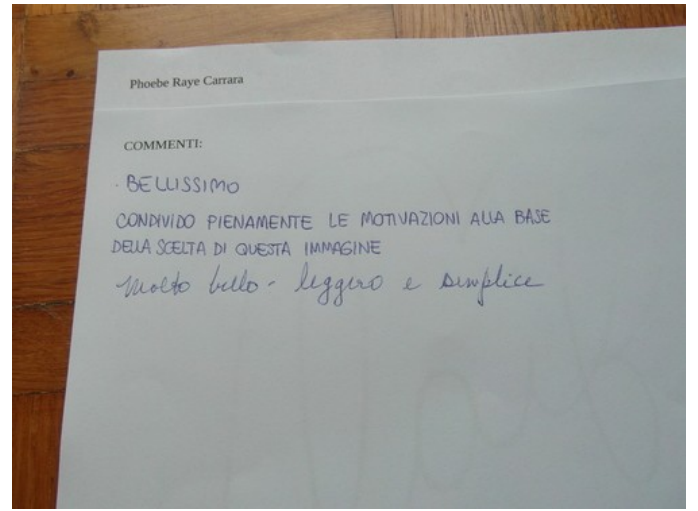 Phoebe Raye Carrara
COMMENTI:
· BELLISSIMO
CONDIVIDO PIENAMENTE LE MOTIVAZIONI ALLA BASE
DELLA SCELTA DI QUESTA IMMAGINE
Molto bello - leggero e semplice